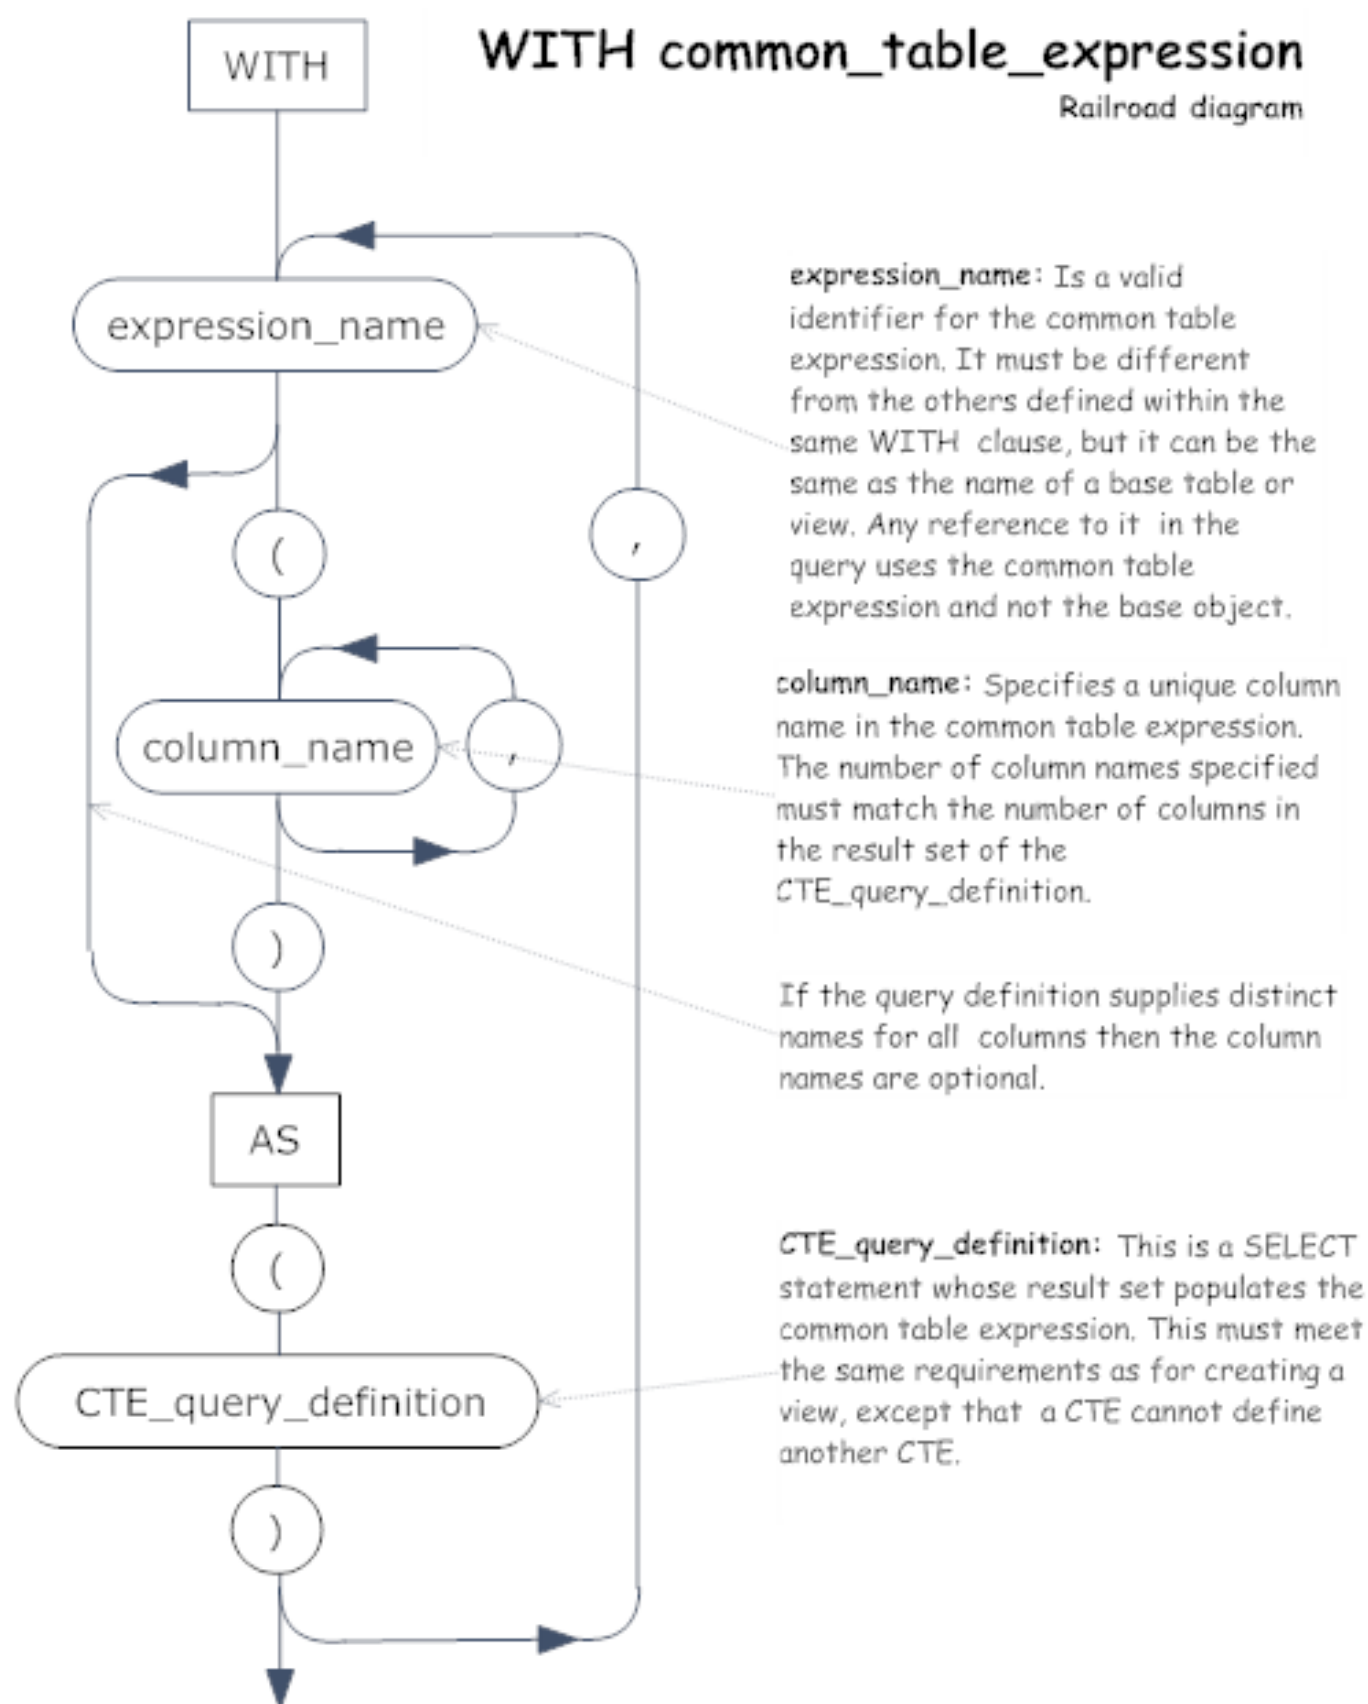 WITH common_table_expression
Railroad diagram
WITH
expression_name
(
,
column_name
,
)
AS
(
CTE_query_definition
)
expression_name: Is a valid
identifier for the common table
expression. It must be different
from the others defined within the
same WITH clause, but it can be the
same as the name of a base table or
view. Any reference to it in the
query uses the common table
expression and not the base object.
column_name: Specifies a unique column
name in the common table expression.
The number of column names specified
must match the number of columns in
the result set of the
CTE_query_definition.
If the query definition supplies distinct
names for all columns then the column
names are optional.
CTE_query_definition: This is a SELECT
statement whose result set populates the
common table expression. This must meet
the same requirements as for creating a
view, except that a CTE cannot define
another CTE.